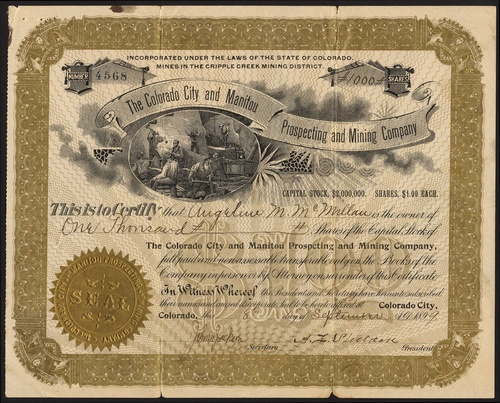 INCORPORATED UNDER THE LAWS OF THE STATE OF COLORADO.
MINES IN THE CRIPPLE CREEK MINING DISTRICT.
NUMBER
4568
1000
SHARES
The Colorado City and Manitou
Prospecting and Mining Company
CAPITAL STOCK, $2,000,000. SHARES, $1.00 EACH.
This is to Certify that Angeline M. McMillan is the owner of
One Thousand Shares of the Capital Stock of
The Colorado City and Manitou Prospcting and Mining Company,
full paid and non-assessable transferable only on the Books of the
Company in person or by Attorney on surrender of this Certificate
In Witness Whereof the President and Secretary have hereunto subscribed
their names and caused the corporate Seal to be hereto affixed at Colorado City,
Colorado, this day of September 1899
Secretary
President
SEAL